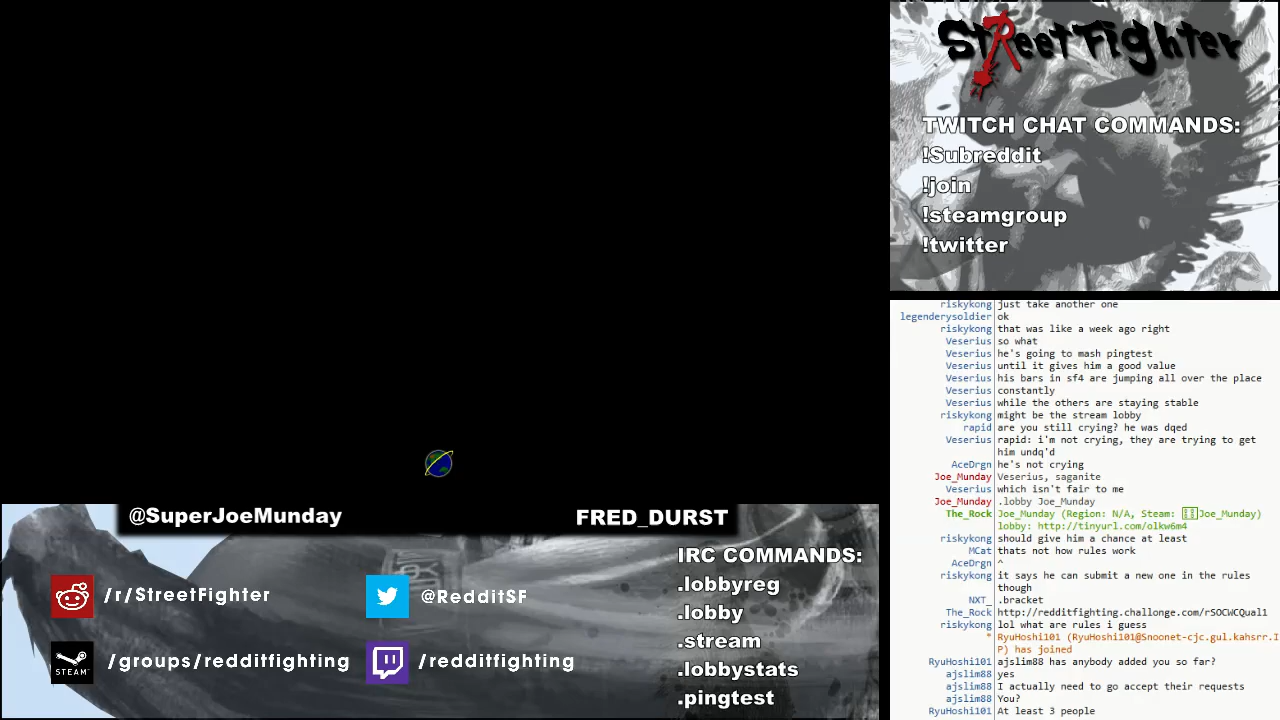 StReetFighter
TWITCH CHAT COMMANDS:
!Subreddit
!join
!steamgroup
!twitter
riskykong just take another one
legenderysoldier ok
riskykong that was like a week ago right
Veserius so what
Veserius he's going to mash pingtest
Veserius until it gives him a good value
Veserius his bars in sf4 are jumping all over the place
Veserius constantly
Veserius while the others are staying stable
riskykong might be the stream lobby
rapid are you still crying? he was dqed
Veserius rapid: i'm not crying, they are trying to get
him undq'd
AceDrgn he's not crying
Joe_Munday Veserius, saganite
Veserius which isn't fair to me
Joe_Munday .lobby Joe_Munday
The_Rock Joe_Munday (Region: N/A, Steam: Joe_Munday)
lobby: http://tinyurl.com/olkw6m4
riskykong should give him a chance at least
MCat thats not how rules work
AceDrgn ^
riskykong it says he can submit a new one in the rules
though
NXT_ .bracket
The_Rock http://redditfighting.challonge.com/rSOCWCQual1
riskykong lol what are rules i guess
* RyuHoshi101 (RyuHoshi101@Snoonet-cjc.gul.kahsrr.I
P) has joined
RyuHoshi101 ajslim88 has anybody added you so far?
ajslim88 yes
ajslim88 I actually need to go accept their requests
ajslim88 You?
RyuHoshi101 At least 3 people
@SuperJoeMunday
FRED_DURST
/r/StreetFighter
@RedditSF
STEAM
/groups/redditfighting
/redditfighting
IRC COMMANDS:
.lobbyreg
.lobby
.stream
.lobbystats
.pingtest